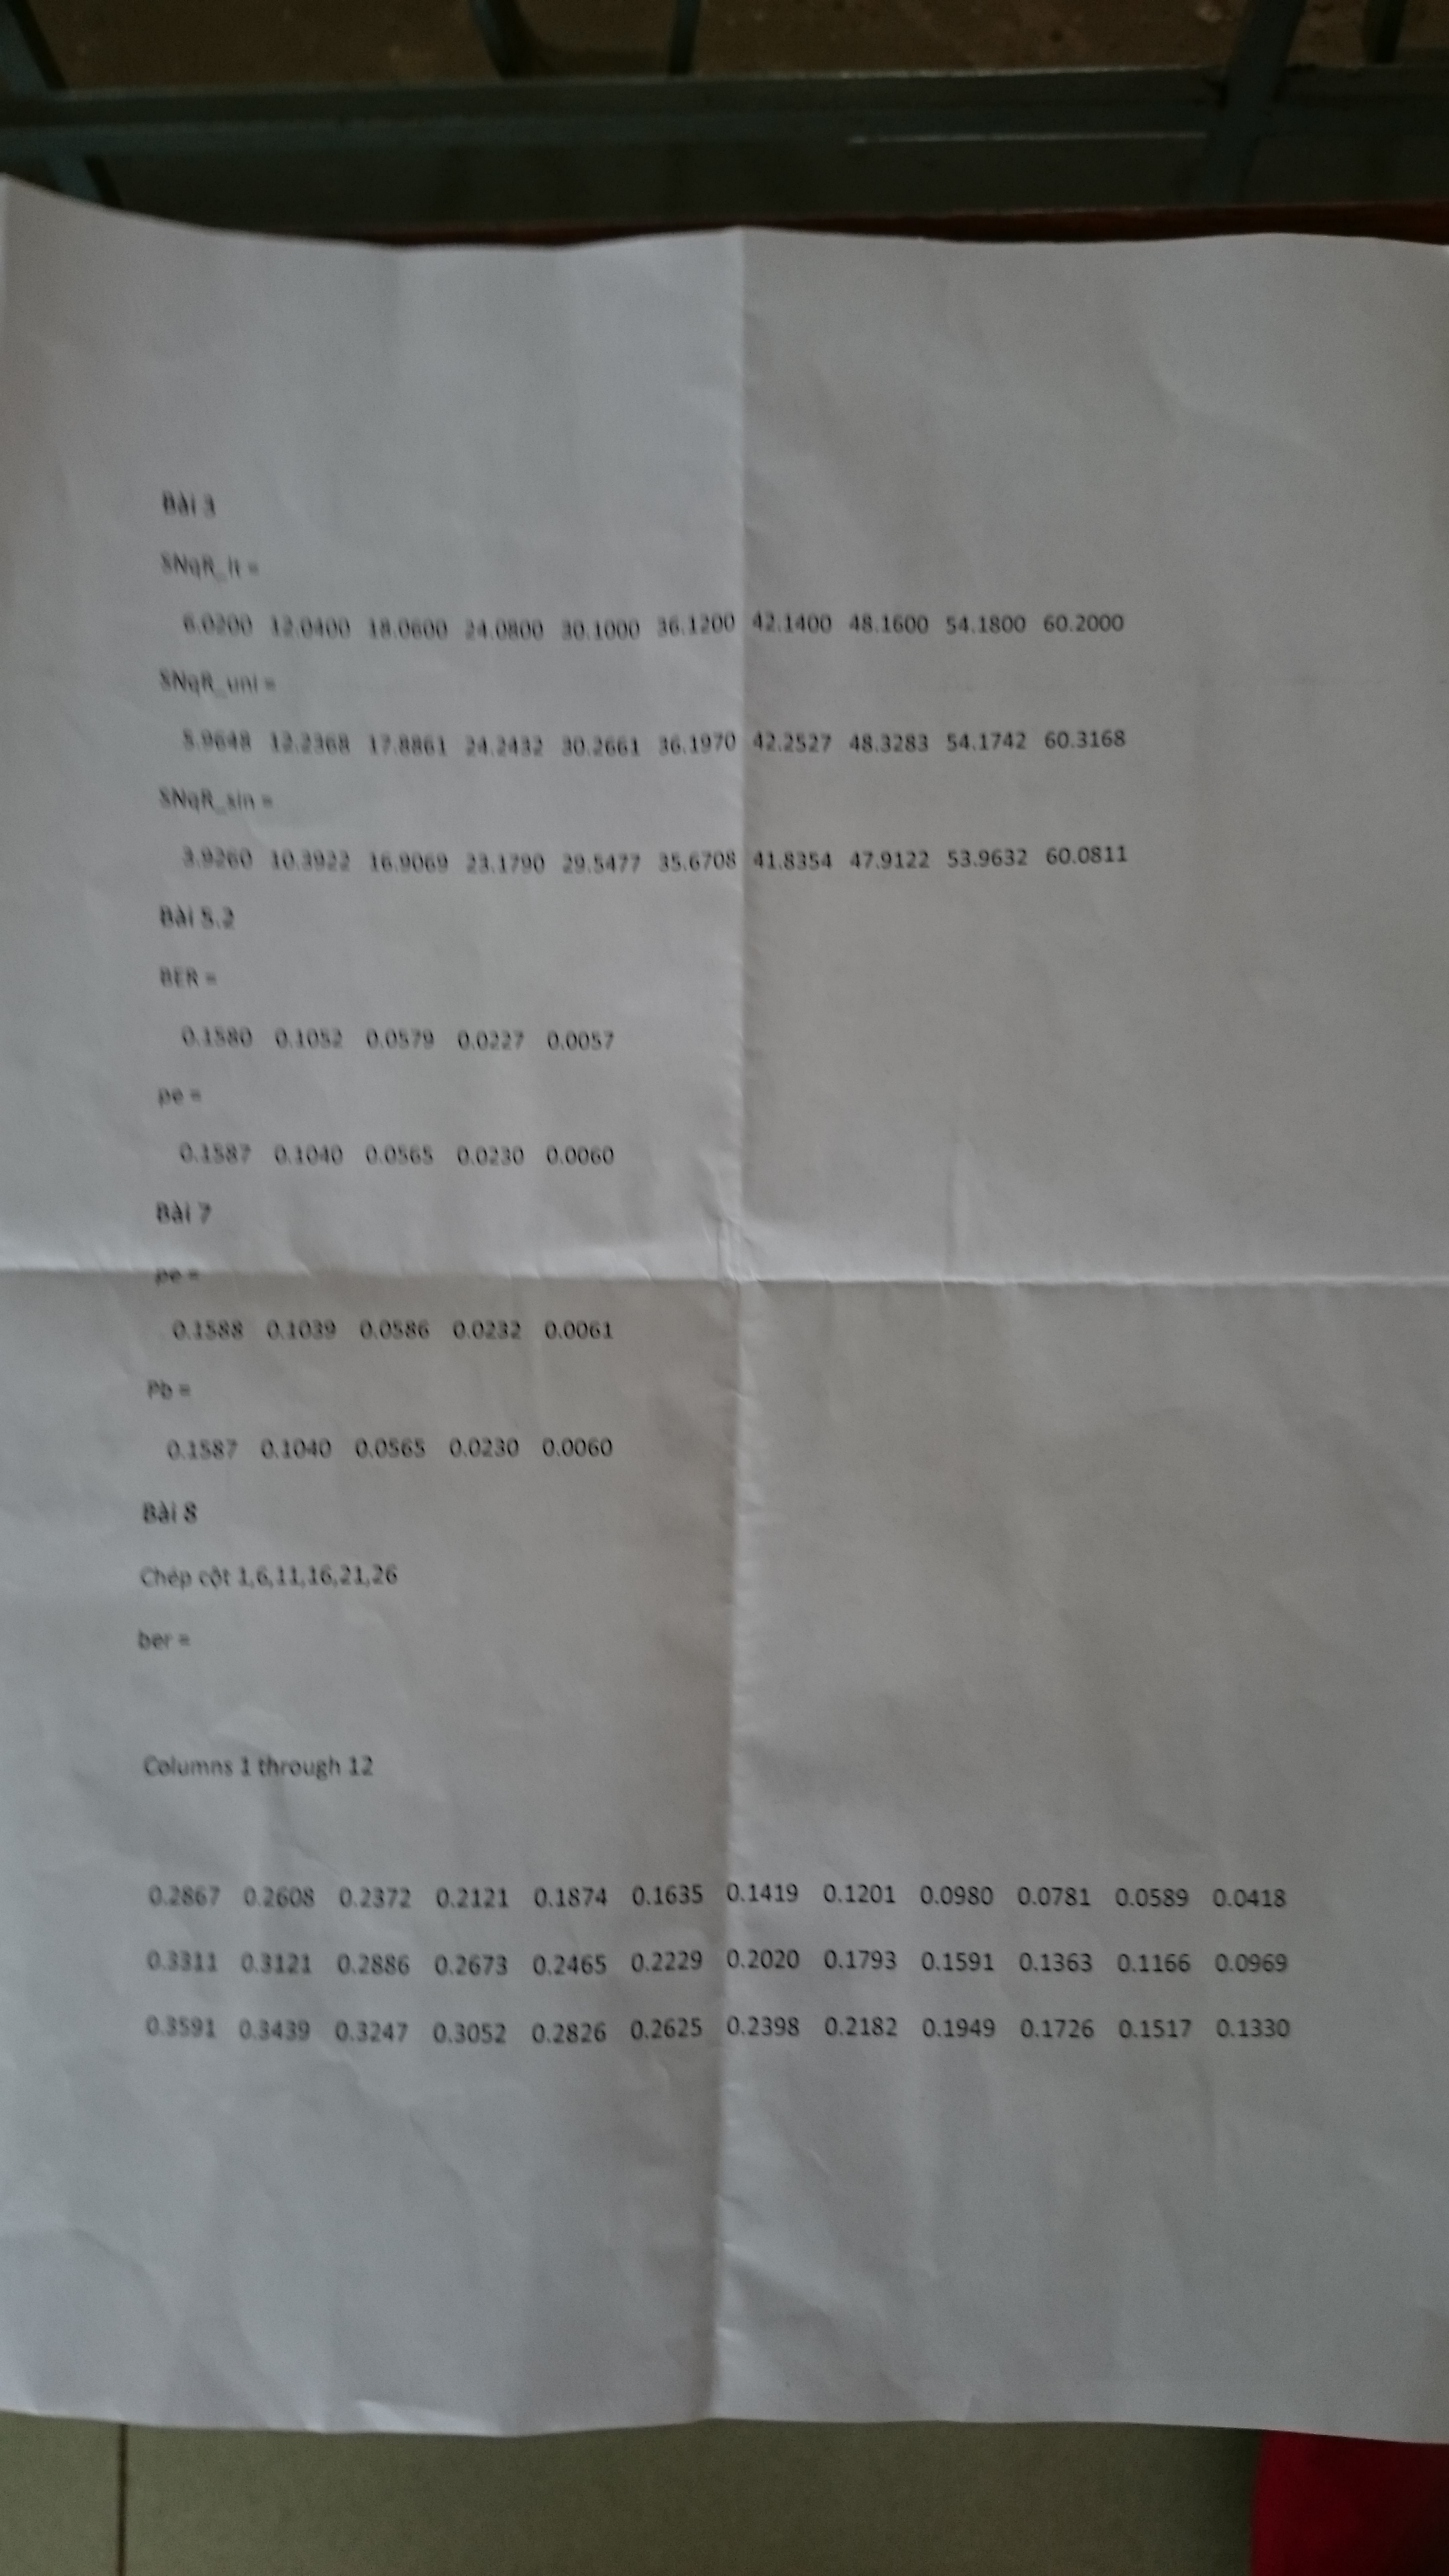 Bài 3
SNqR_lt =
6.0200 12.0400 18.0600 24.0800 30.1000 36.1200 42.1400 48.1600 54.1800 60.2000
SNqR_uni =
5.9648 12.2368 17.8861 24.2432 30.2661 36.1970 42.2527 48.3283 54.1742 60.3168
SNqR_sin =
3.9260 10.3922 16.9069 23.1790 29.5477 35.6708 41.8354 47.9122 53.9632 60.0811
Bài 5.2
BER =
0.1580 0.1052 0.0579 0.0227 0.0057
pe =
0.1587 0.1040 0.0565 0.0230 0.0060
Bài 7
pe =
0.1588 0.1039 0.0586 0.0232 0.0061
Pb =
0.1587 0.1040 0.0565 0.0230 0.0060
Bài 8
Chép cột 1,6,11,16,21,26
ber =
Columns 1 through 12
0.2867 0.2608 0.2372 0.2121 0.1874 0.1635 0.1419 0.1201 0.0980 0.0781 0.0589 0.0418
0.3311 0.3121 0.2886 0.2673 0.2465 0.2229 0.2020 0.1793 0.1591 0.1363 0.1166 0.0969
0.3591 0.3439 0.3247 0.3052 0.2826 0.2625 0.2398 0.2182 0.1949 0.1726 0.1517 0.1330